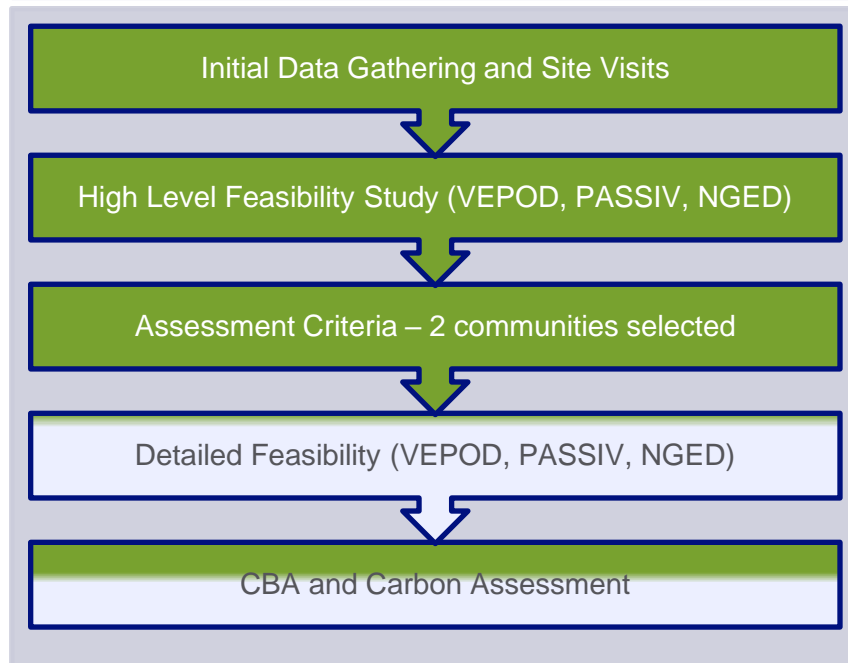 Initial Data Gathering and Site Visits
High Level Feasibility Study (VEPOD, PASSIV, NGED)
Assessment Criteria – 2 communities selected
Detailed Feasibility (VEPOD, PASSIV, NGED)
CBA and Carbon Assessment